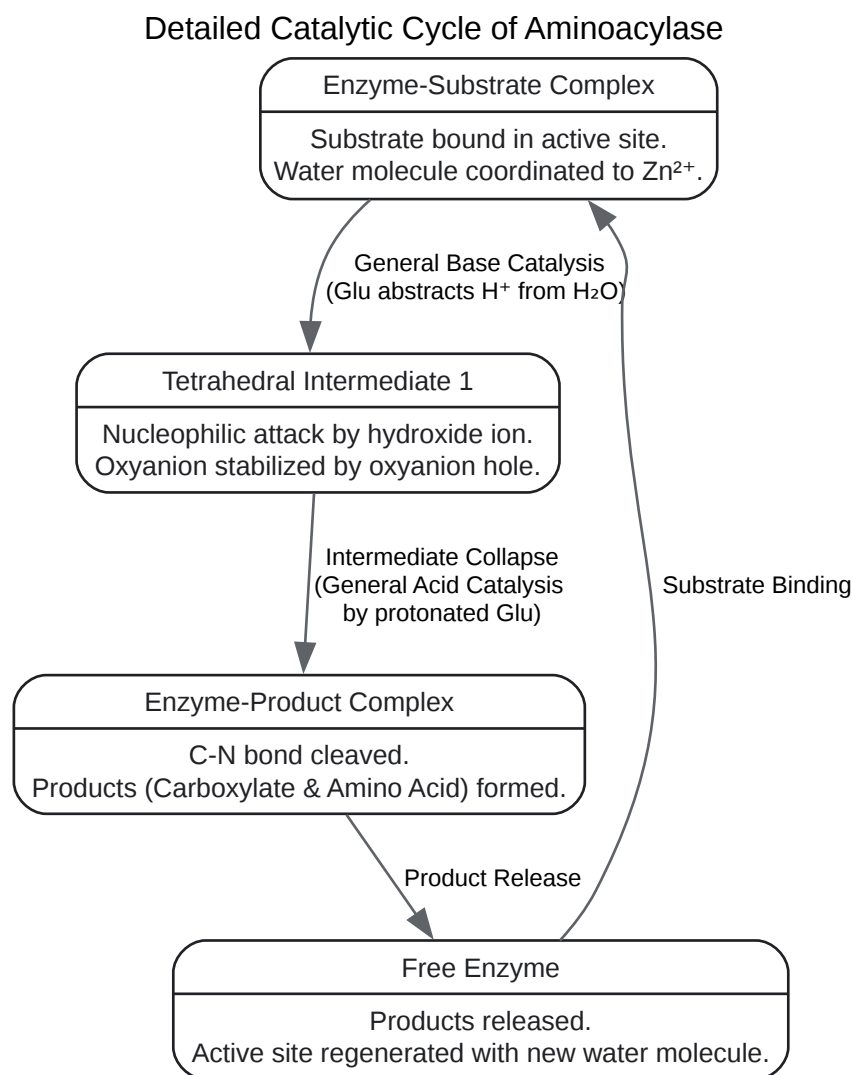 Detailed Catalytic Cycle of Aminoacylase
Enzyme-Substrate Complex
Substrate bound in active site.
Water molecule coordinated to Zn²⁺.
General Base Catalysis
(Glu abstracts H⁺ from H₂O)
Tetrahedral Intermediate 1
Nucleophilic attack by hydroxide ion.
Oxyanion stabilized by oxyanion hole.
Intermediate Collapse
(General Acid Catalysis
by protonated Glu)
Substrate Binding
Enzyme-Product Complex
C-N bond cleaved.
Products (Carboxylate & Amino Acid) formed.
Product Release
Free Enzyme
Products released.
Active site regenerated with new water molecule.